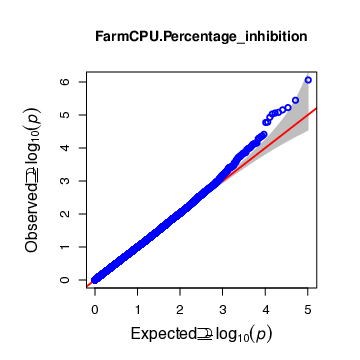 FarmCPU.Percentage_inhibition
6
5
4
3
2
1
0
Observed log₁₀(p)
0 1 2 3 4 5
Expected log₁₀(p)